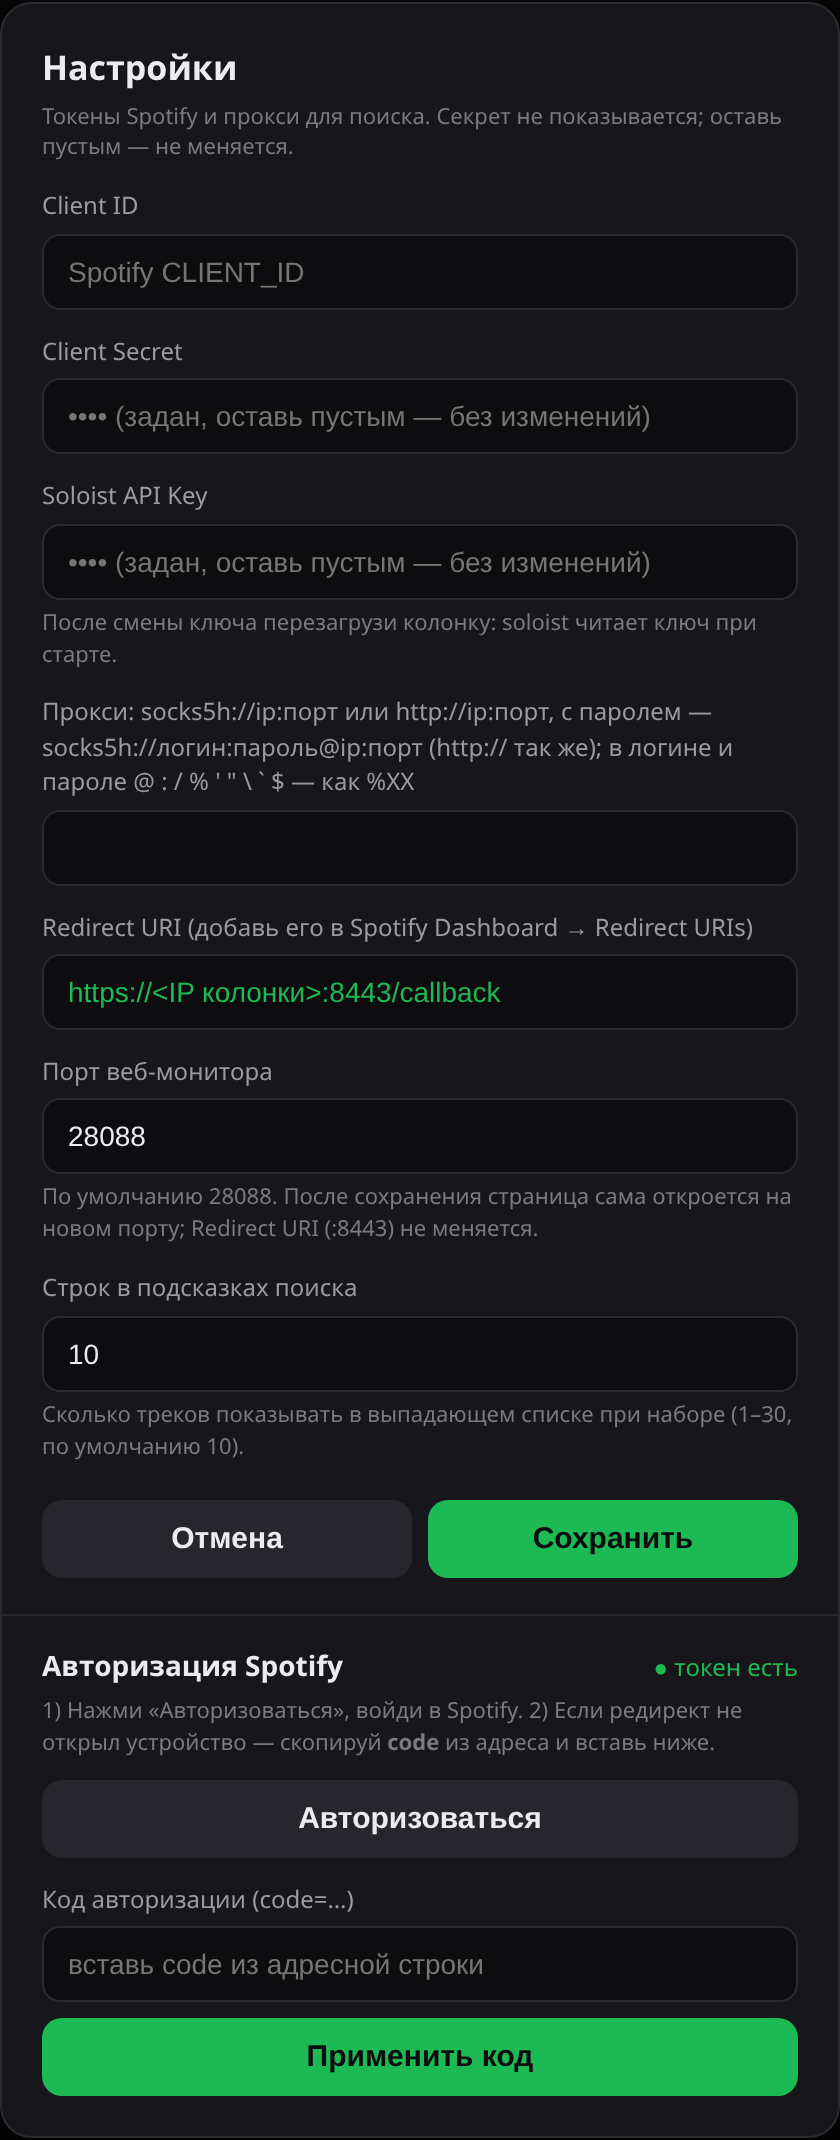 Настройки
Токены Spotify и прокси для поиска. Секрет не показывается; оставь
пустым — не меняется.
Client ID
Spotify CLIENT_ID
Client Secret
•••• (задан, оставь пустым — без изменений)
Soloist API Key
•••• (задан, оставь пустым — без изменений)
После смены ключа перезагрузи колонку: soloist читает ключ при
старте.
Прокси: socks5h://ip:порт или http://ip:порт, с паролем —
socks5h://логин:пароль@ip:порт (http:// так же); в логине и
пароле @ : / % ' " \ ` $ — как %XX
Redirect URI (добавь его в Spotify Dashboard → Redirect URIs)
https://<IP колонки>:8443/callback
Порт веб-монитора
28088
По умолчанию 28088. После сохранения страница сама откроется на
новом порту; Redirect URI (:8443) не меняется.
Строк в подсказках поиска
10
Сколько треков показывать в выпадающем списке при наборе (1–30,
по умолчанию 10).
Отмена
Сохранить
Авторизация Spotify
● токен есть
1) Нажми «Авторизоваться», войди в Spotify. 2) Если редирект не
открыл устройство — скопируй code из адреса и вставь ниже.
Авторизоваться
Код авторизации (code=...)
вставь code из адресной строки
Применить код